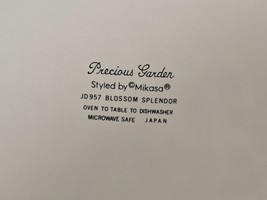 Precious Garden
Styled by ©Mikasa®
JD957 BLOSSOM SPLENDOR
OVEN TO TABLE TO DISHWASHER
MICROWAVE SAFE JAPAN